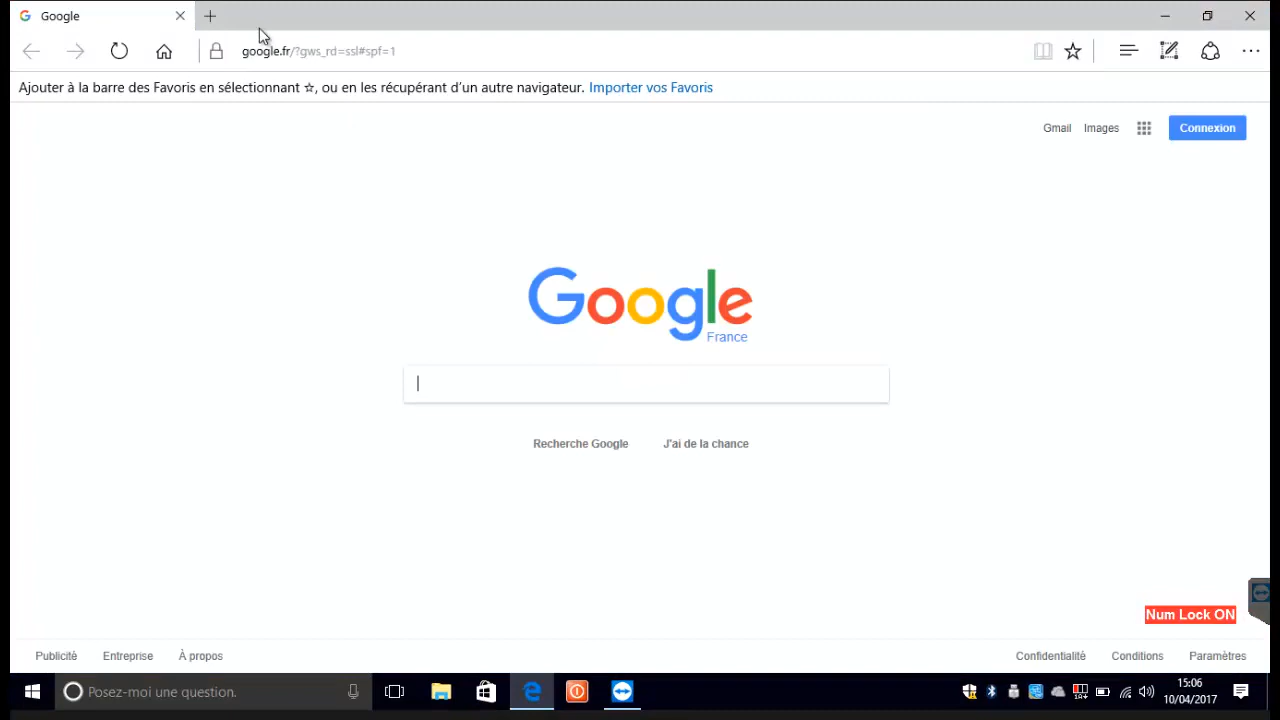 Google
google.fr/?gws_rd=ssl#spf=1
Ajouter à la barre des Favoris en sélectionnant ☆, ou en les récupérant d'un autre navigateur. Importer vos Favoris
Gmail Images Connexion
Google
France
Recherche Google J'ai de la chance
Num Lock ON
Publicité Entreprise À propos Confidentialité Conditions Paramètres
Posez-moi une question.
15:06
10/04/2017